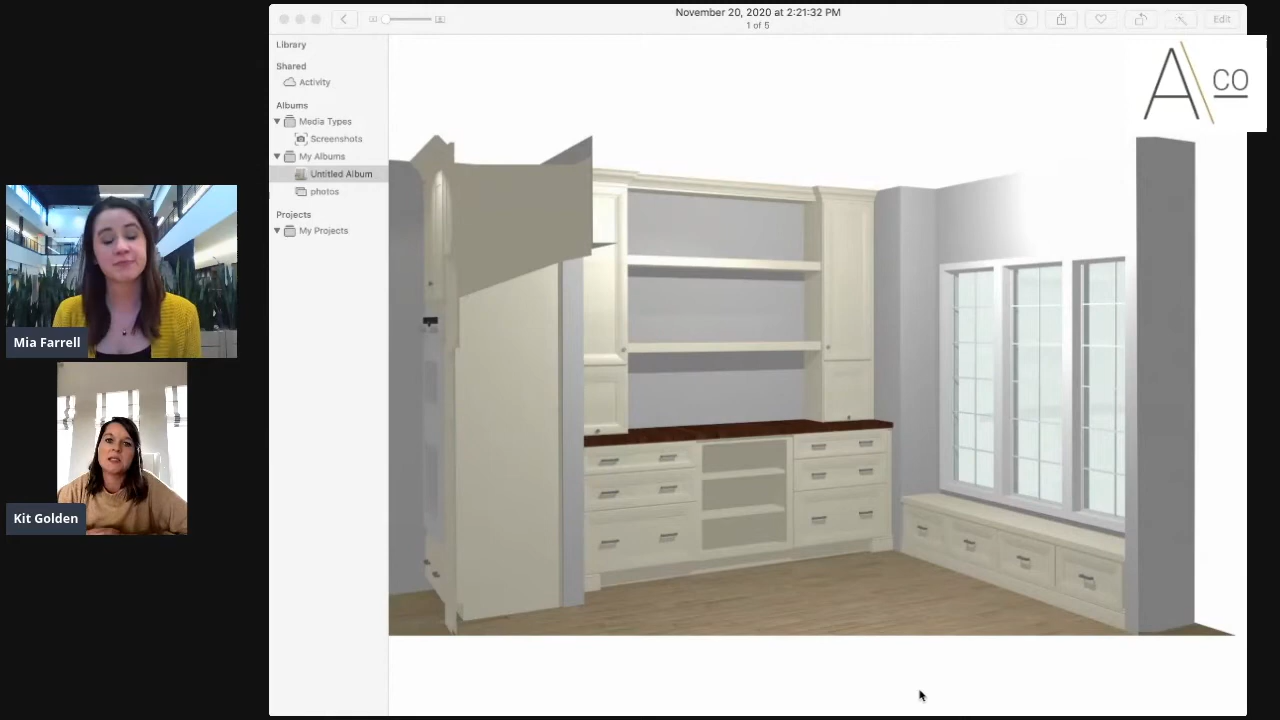 November 20, 2020 at 2:21:32 PM
1 of 5
Edit
Library
Shared
Activity
Albums
Media Types
Screenshots
My Albums
Untitled Album
photos
Projects
My Projects
A\CO
Mia Farrell
Kit Golden